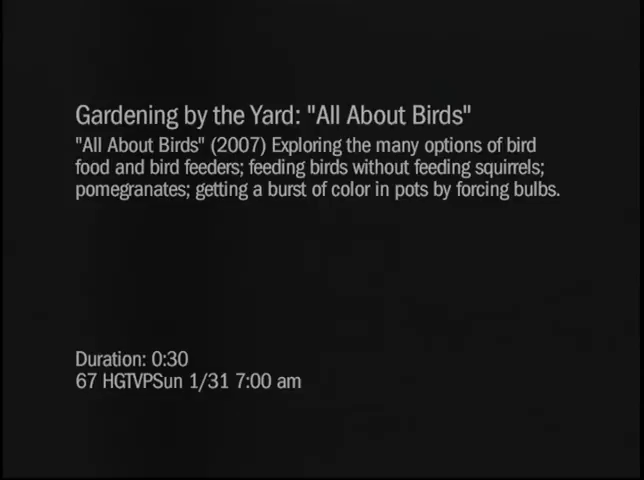 Gardening by the Yard: "All About Birds"
"All About Birds" (2007) Exploring the many options of bird
food and bird feeders; feeding birds without feeding squirrels;
pomegranates; getting a burst of color in pots by forcing bulbs.
Duration: 0:30
67 HGTVPSun 1/31 7:00 am